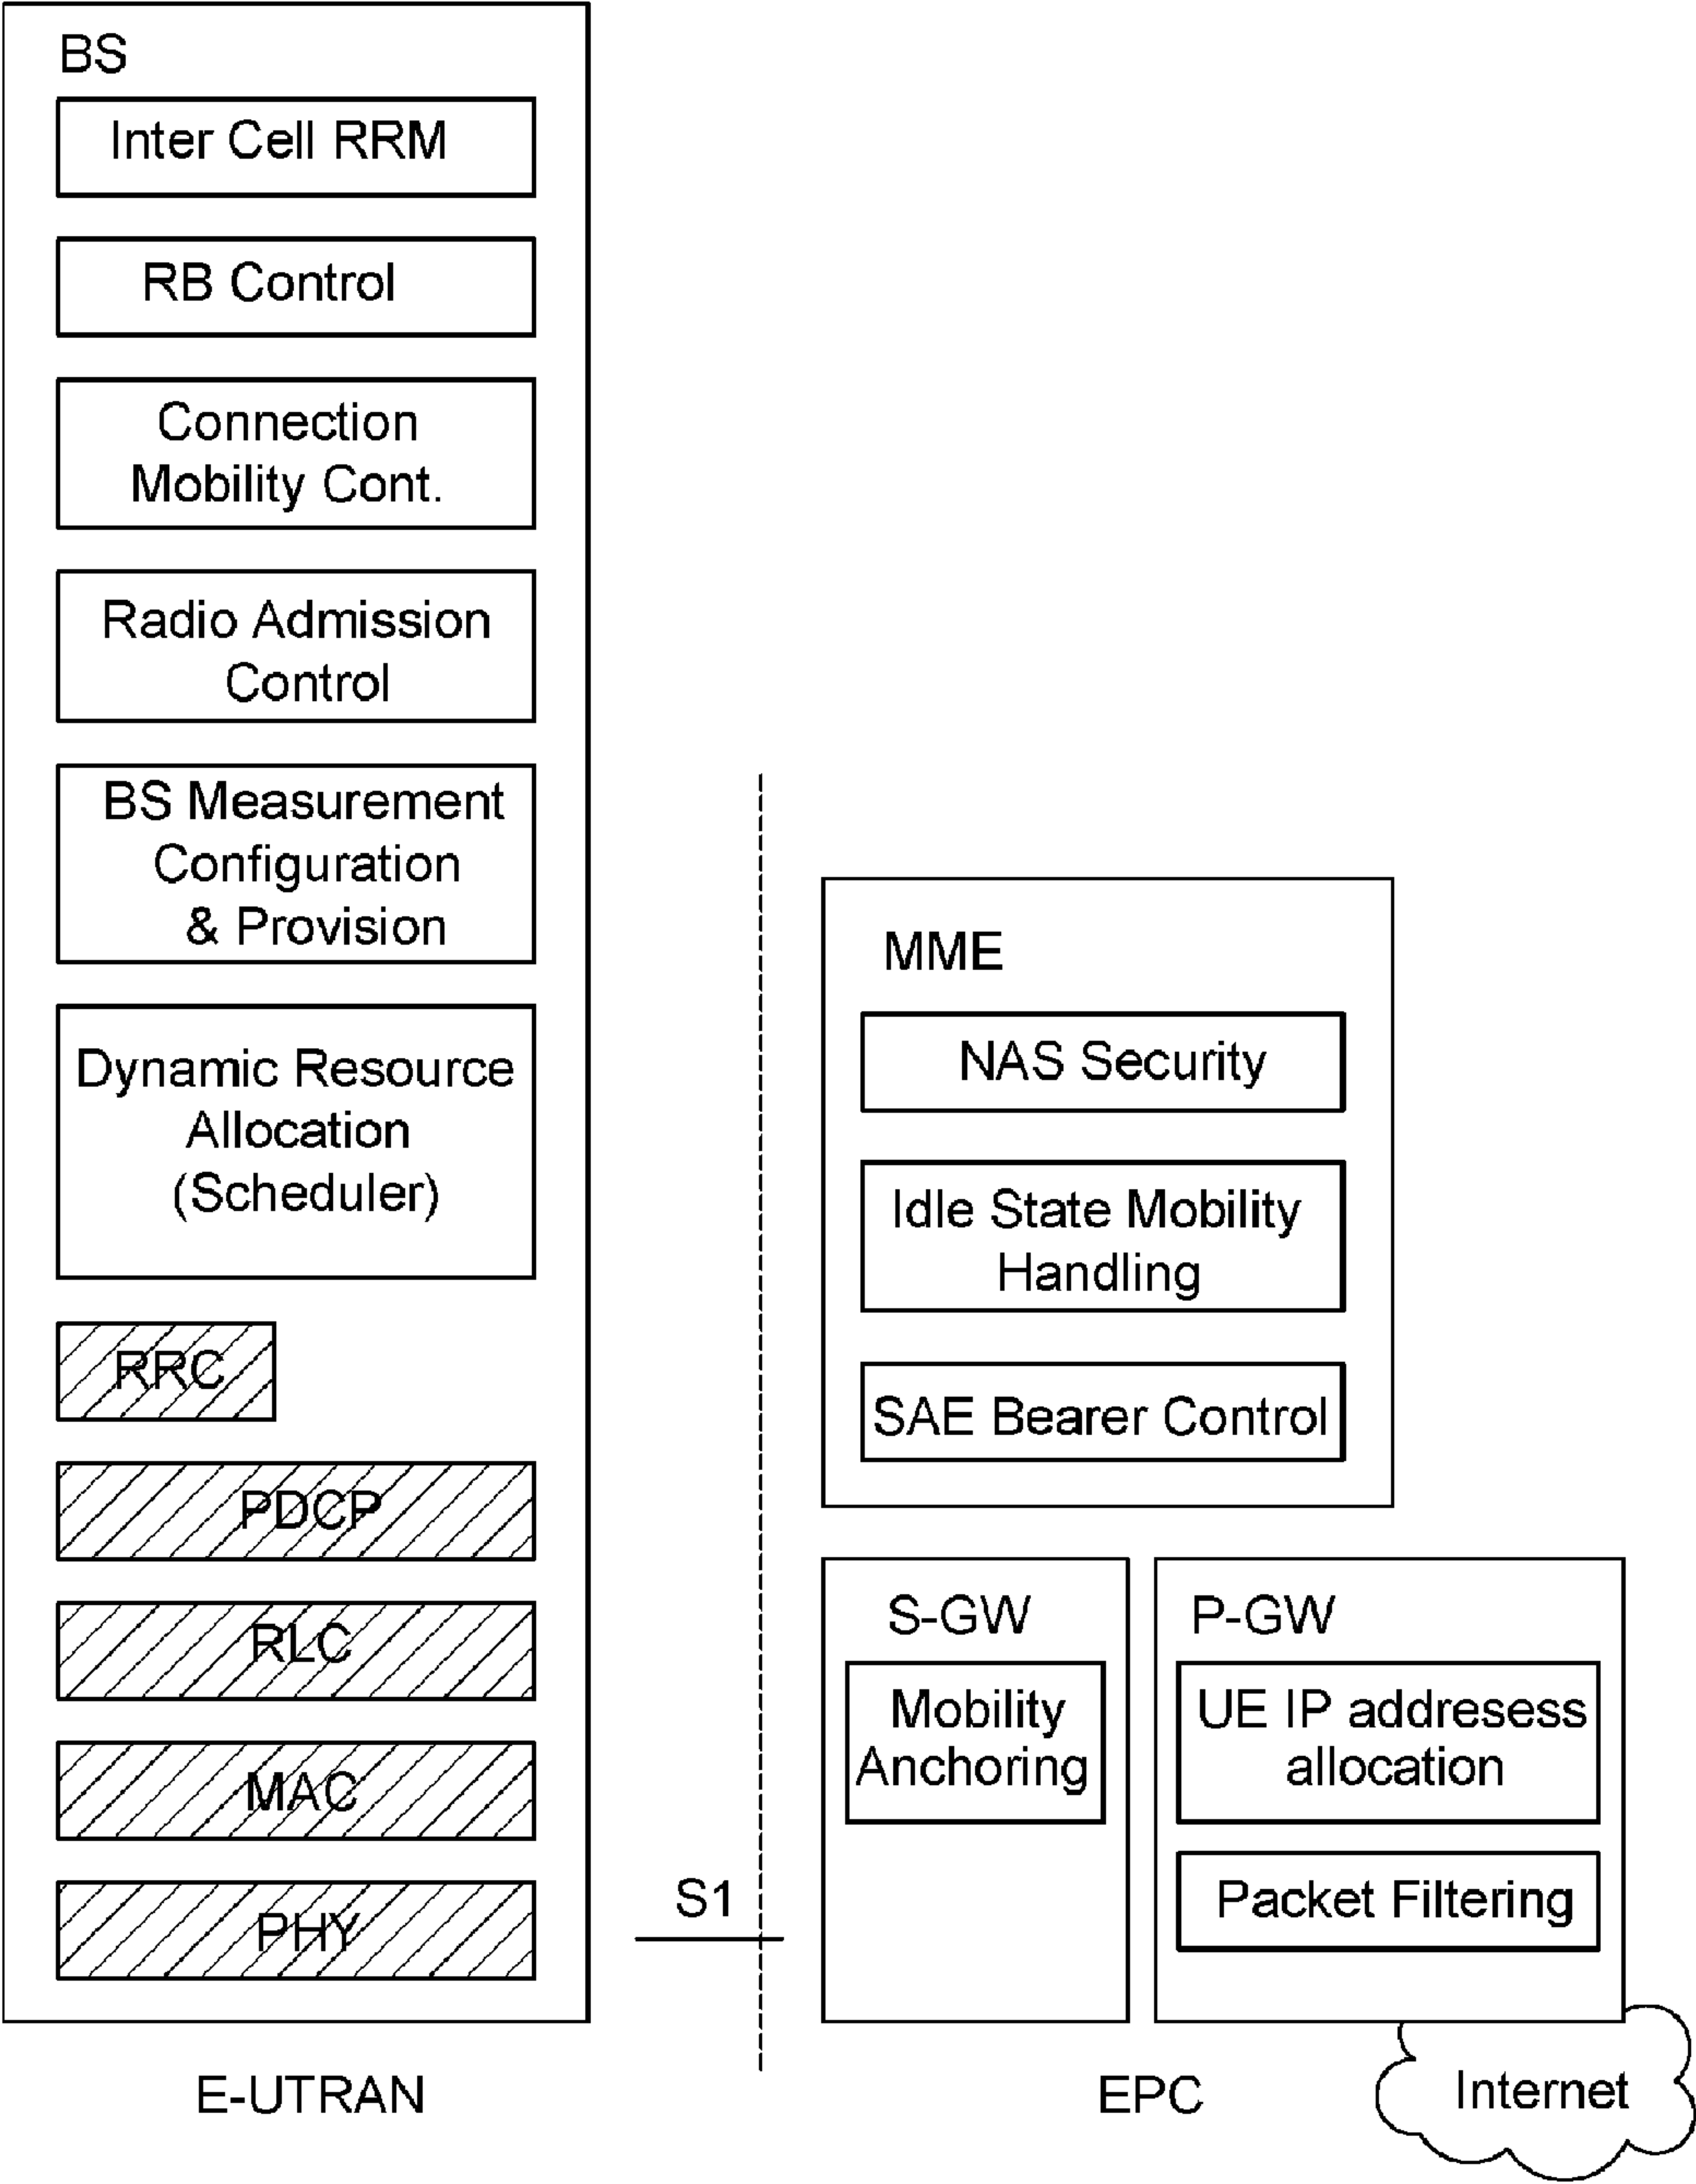 BS
Inter Cell RRM
RB Control
Connection
Mobility Cont.
Radio Admission
Control
BS Measurement
Configuration
& Provision
Dynamic Resource
Allocation
(Scheduler)
RRC
PDCP
RLC
MAC
PHY
S1
MME
NAS Security
Idle State Mobility
Handling
SAE Bearer Control
S-GW
Mobility
Anchoring
P-GW
UE IP addresess
allocation
Packet Filtering
E-UTRAN
EPC
Internet